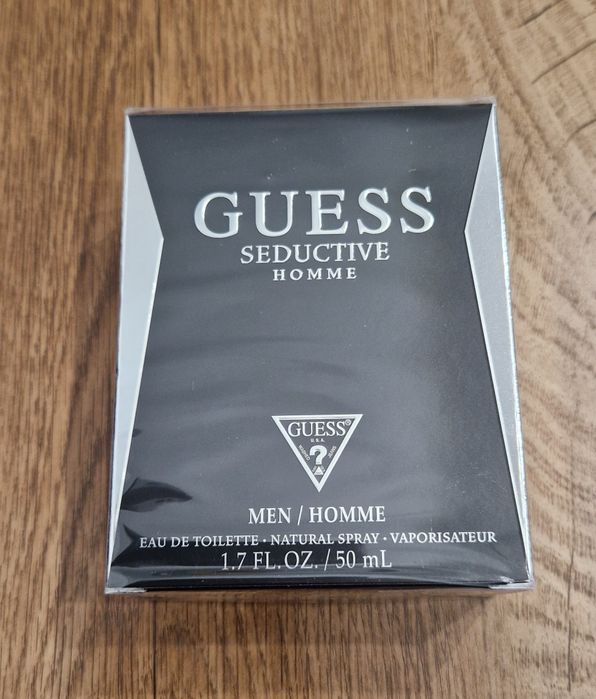 GUESS
SEDUCTIVE
HOMME
GUESS®
U.S.A.
?
MEN / HOMME
EAU DE TOILETTE · NATURAL SPRAY · VAPORISATEUR
1.7 FL. OZ. / 50 mL